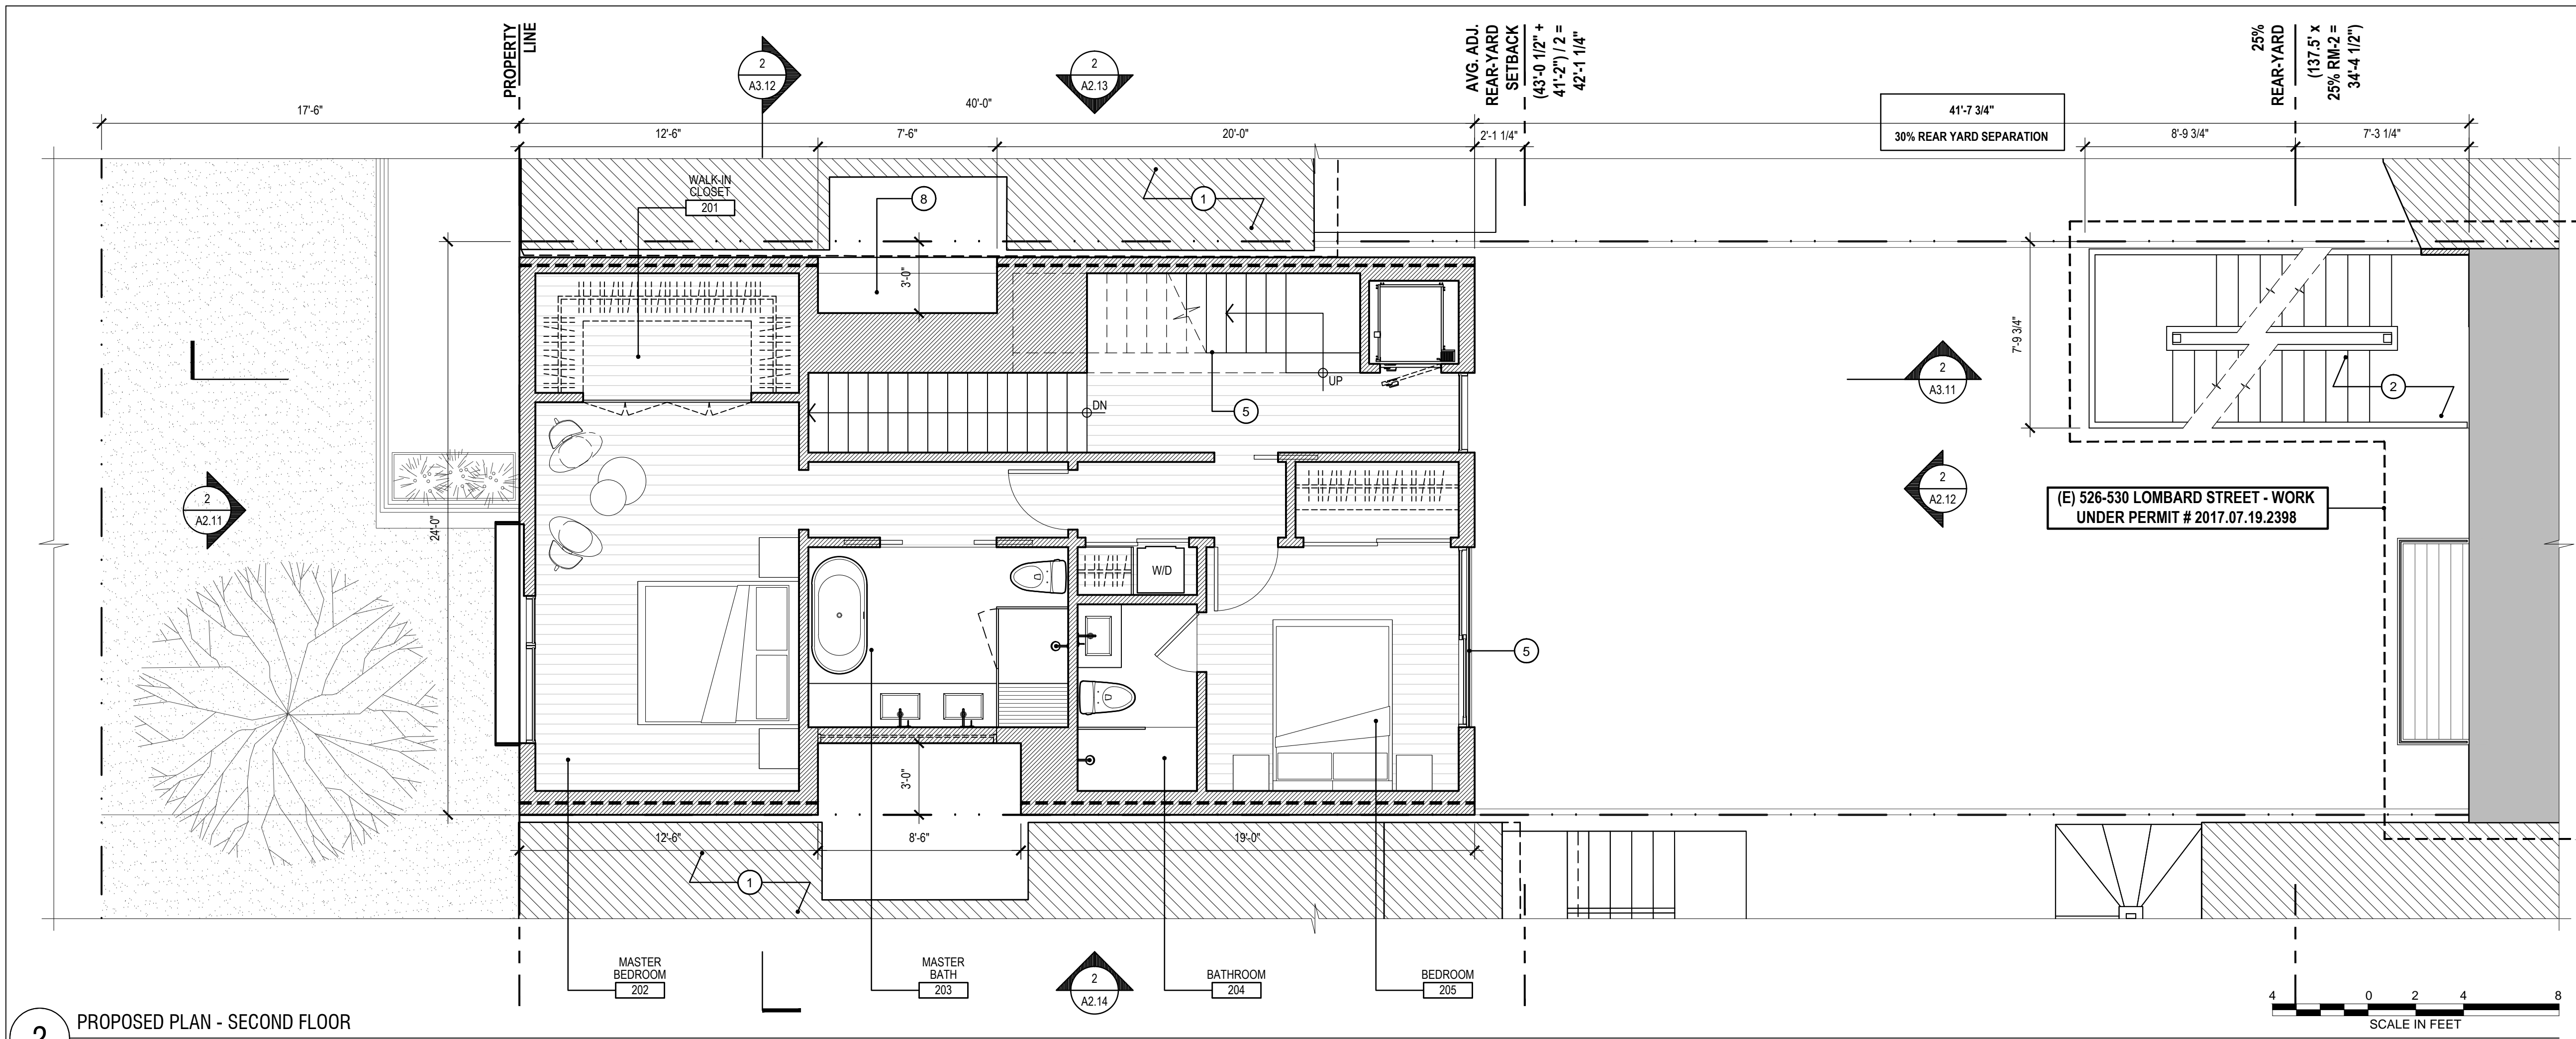 PROPERTY
LINE
2
A3.12
2
A2.13
AVG. ADJ.
REAR-YARD
SETBACK
(43'-0 1/2" +
41'-2") / 2 =
42'-1 1/4"
25%
REAR-YARD
(137.5' x
25% RM-2 =
34'-4 1/2")
17'-6"
40'-0"
41'-7 3/4"
30% REAR YARD SEPARATION
12'-6"
7'-6"
20'-0"
2'-1 1/4"
8'-9 3/4"
7'-3 1/4"
WALK-IN
CLOSET
201
8
1
3'-0"
UP
DN
5
7'-9 3/4"
2
A3.11
2
2
A2.11
24'-0"
2
A2.12
(E) 526-530 LOMBARD STREET - WORK
UNDER PERMIT # 2017.07.19.2398
W/D
5
3'-0"
12'-6"
8'-6"
19'-0"
1
MASTER
BEDROOM
202
MASTER
BATH
203
2
A2.14
BATHROOM
204
BEDROOM
205
4
0
2
4
8
SCALE IN FEET
2
PROPOSED PLAN - SECOND FLOOR